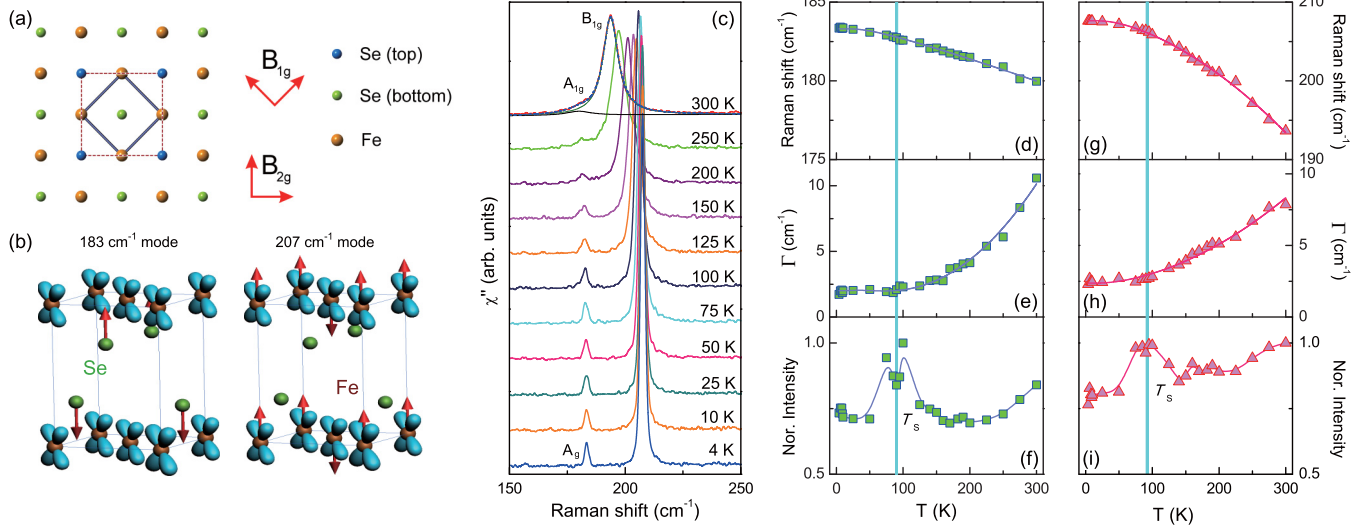 (a)
B1g
B2g
Se (top)
Se (bottom)
Fe
(b)
183 cm-1 mode
207 cm-1 mode
Se
Fe
(c)
B1g
A1g
300 K
250 K
200 K
150 K
125 K
100 K
75 K
50 K
25 K
10 K
4 K
Ag
χ'' (arb. units)
150 200 250
Raman shift (cm-1)
185
180
175
Raman shift (cm-1)
(d)
10
5
0
Γ (cm-1)
(e)
1.0
0.5
Nor. Intensity
Ts
(f)
0 100 200 300
T (K)
210
200
190
Raman shift (cm-1)
(g)
10
5
0
Γ (cm-1)
(h)
1.0
0.5
Nor. Intensity
Ts
(i)
0 100 200 300
T (K)